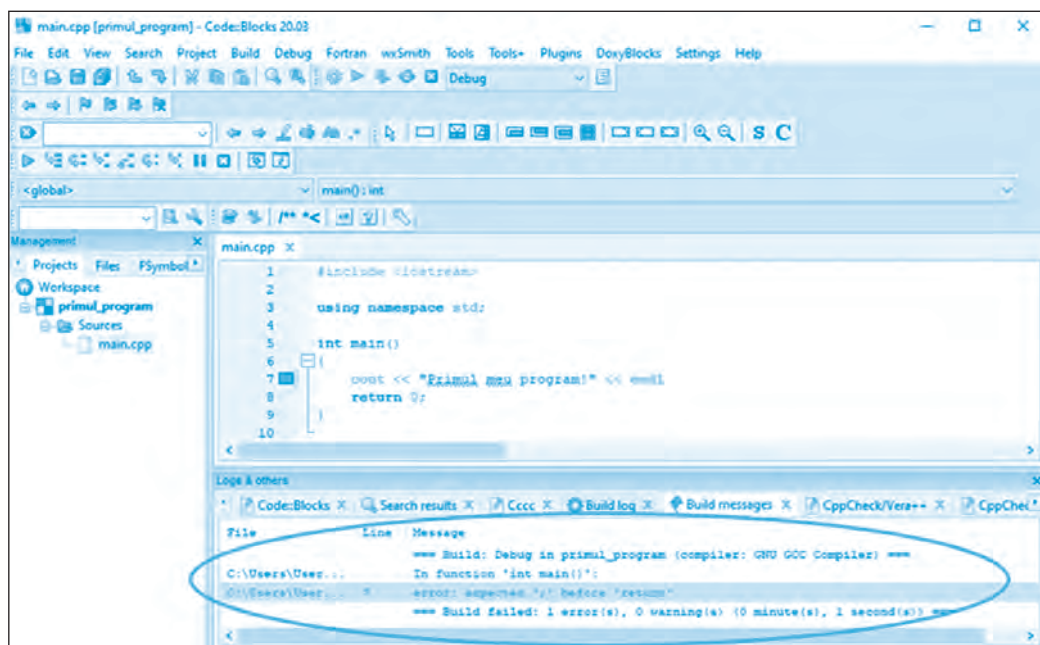 main.cpp [primul_program] - Code::Blocks 20.03
File Edit View Search Project Build Debug Fortran wxSmith Tools Tools+ Plugins DoxyBlocks Settings Help
Debug
S C
<global> main() : int
/** *<
Management
Projects Files FSymbol
main.cpp
Workspace
primul_program
Sources
main.cpp
1 #include <iostream>
2
3 using namespace std;
4
5 int main()
6 {
7 cout << "Primul meu program!" << endl
8 return 0;
9 }
10
Logs & others
Code::Blocks Search results Cccc Build log Build messages CppCheck/Vera++ CppChec
File Line Message
=== Build: Debug in primul_program (compiler: GNU GCC Compiler) ===
C:\Users\User... In function 'int main()':
C:\Users\User... error: expected ';' before 'return'
=== Build failed: 1 error(s), 0 warning(s) (0 minute(s), 1 second(s)) ===